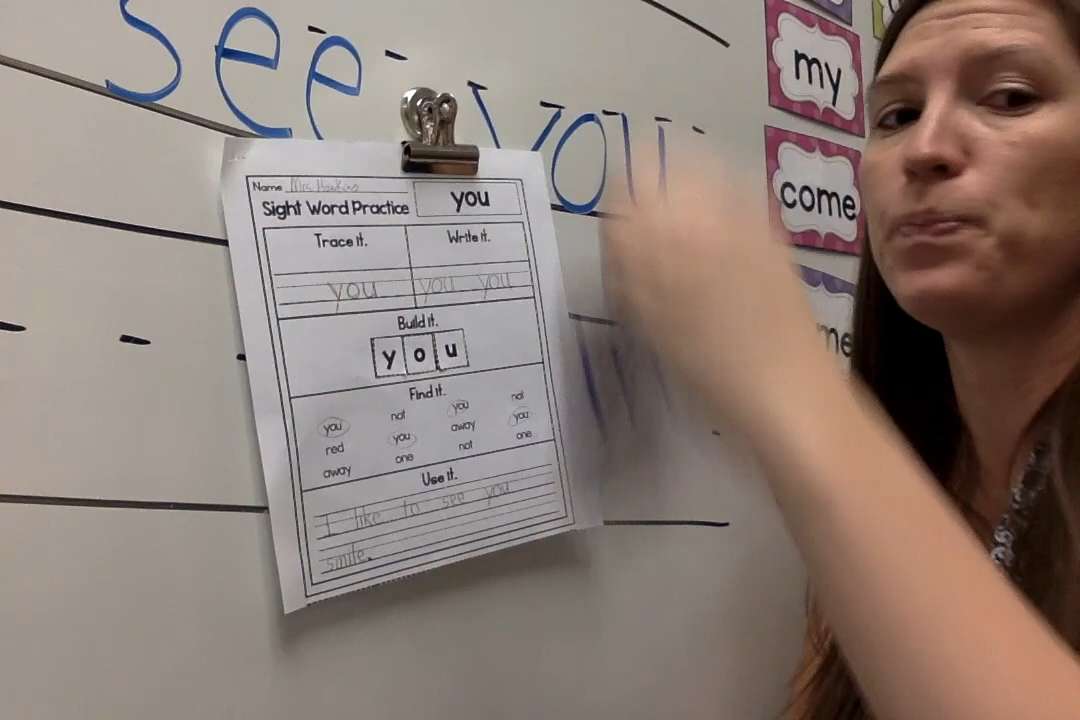 see you
my
come
me
Name Mrs. Hawkins
you
Sight Word Practice
Trace It.
Write It.
you
you you
Build It.
y o u
Find It.
you not you not
red you away you
away one not one
Use It.
I like to see you
smile.